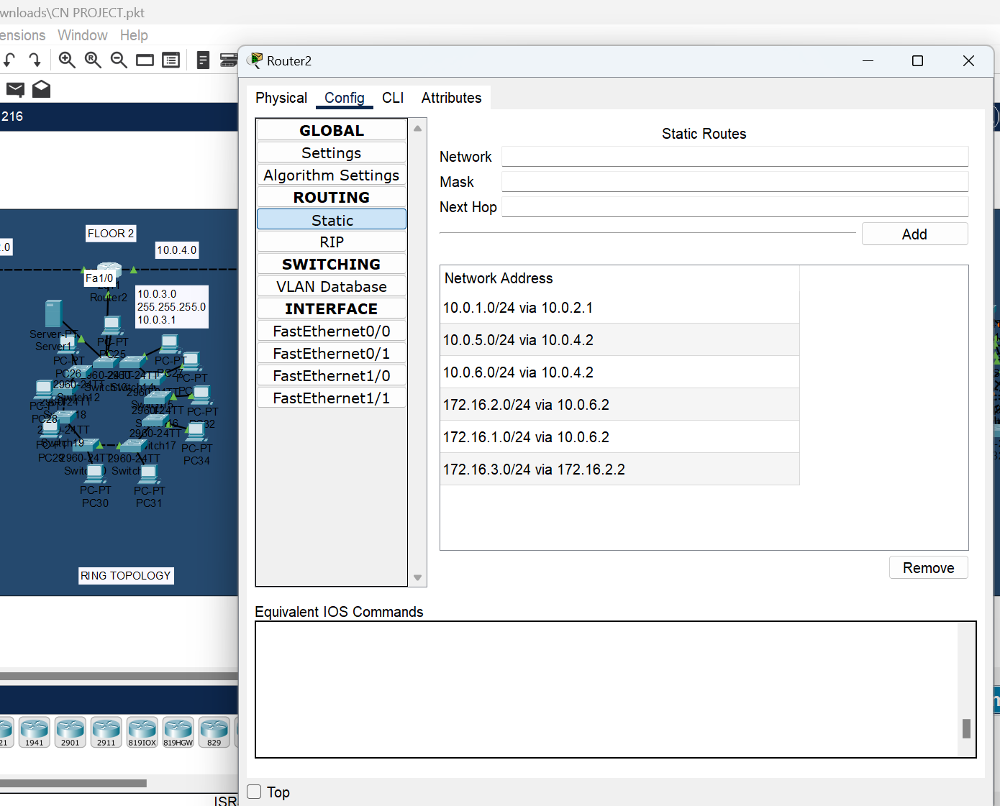 wnloads\CN PROJECT.pkt
ensions Window Help
216
Router2
Physical Config CLI Attributes
GLOBAL
Settings
Algorithm Settings
ROUTING
Static
RIP
SWITCHING
VLAN Database
INTERFACE
FastEthernet0/0
FastEthernet0/1
FastEthernet1/0
FastEthernet1/1
Static Routes
Network
Mask
Next Hop
Add
Network Address
10.0.1.0/24 via 10.0.2.1
10.0.5.0/24 via 10.0.4.2
10.0.6.0/24 via 10.0.4.2
172.16.2.0/24 via 10.0.6.2
172.16.1.0/24 via 10.0.6.2
172.16.3.0/24 via 172.16.2.2
Remove
Equivalent IOS Commands
Top
FLOOR 2
.0
10.0.4.0
Fa1/0
Router2
10.0.3.0
255.255.255.0
10.0.3.1
Server-PT
Server1
PC-PT
PC25
PC-PT
PC26
PC-PT
PC27
PC-PT
2960-24TT
Switch12
PC28
2960-24TT
Switch19
PC29
2960-24TT
2960-24TT
PC-PT
PC30
PC-PT
PC31
2960-24TT
PC-PT
PC34
RING TOPOLOGY
21
1941
2901
2911
819IOX
819HGW
829
ISR